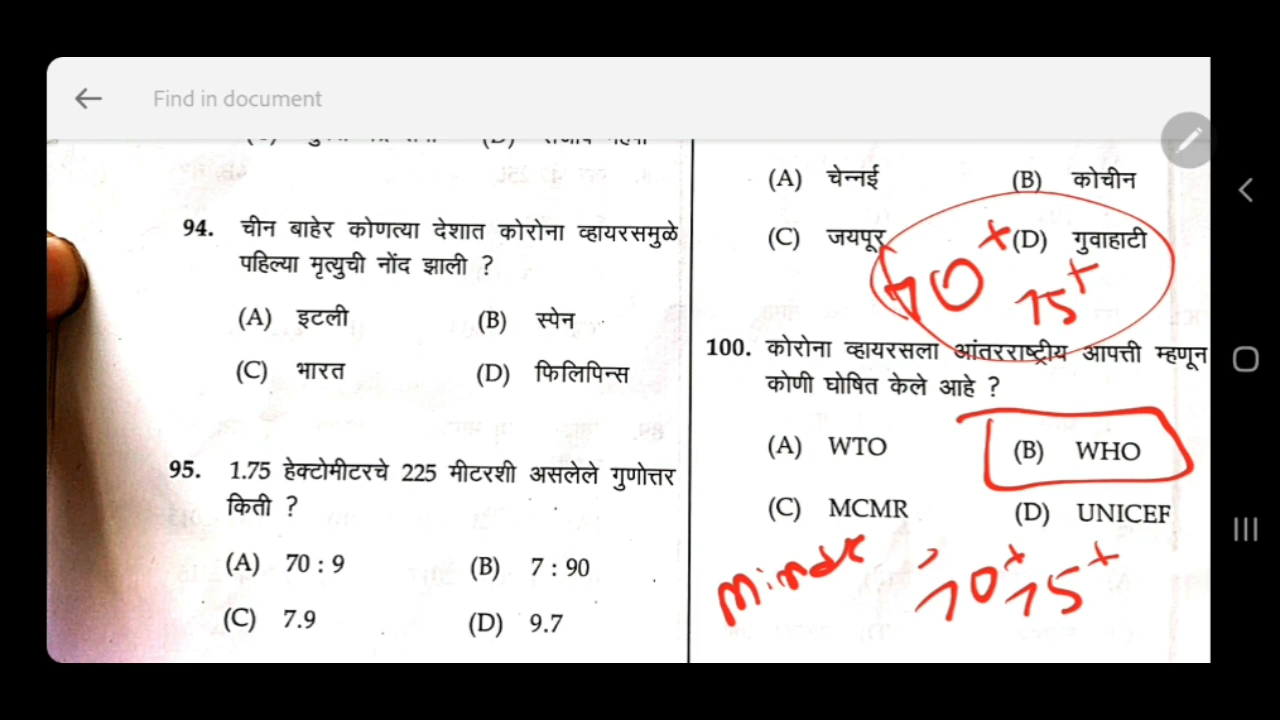 Find in document
94. चीन बाहेर कोणत्या देशात कोरोना व्हायरसमुळे
पहिल्या मृत्युची नोंद झाली ?
(A) इटली (B) स्पेन
(C) भारत (D) फिलिपिन्स
95. 1.75 हेक्टोमीटरचे 225 मीटरशी असलेले गुणोत्तर
किती ?
(A) 70 : 9 (B) 7 : 90
(C) 7.9 (D) 9.7
(A) चेन्नई (B) कोचीन
(C) जयपूर (D) गुवाहाटी
70+ 75+
100. कोरोना व्हायरसला आंतरराष्ट्रीय आपत्ती म्हणून
कोणी घोषित केले आहे ?
(A) WTO (B) WHO
(C) MCMR (D) UNICEF
70+ 75+